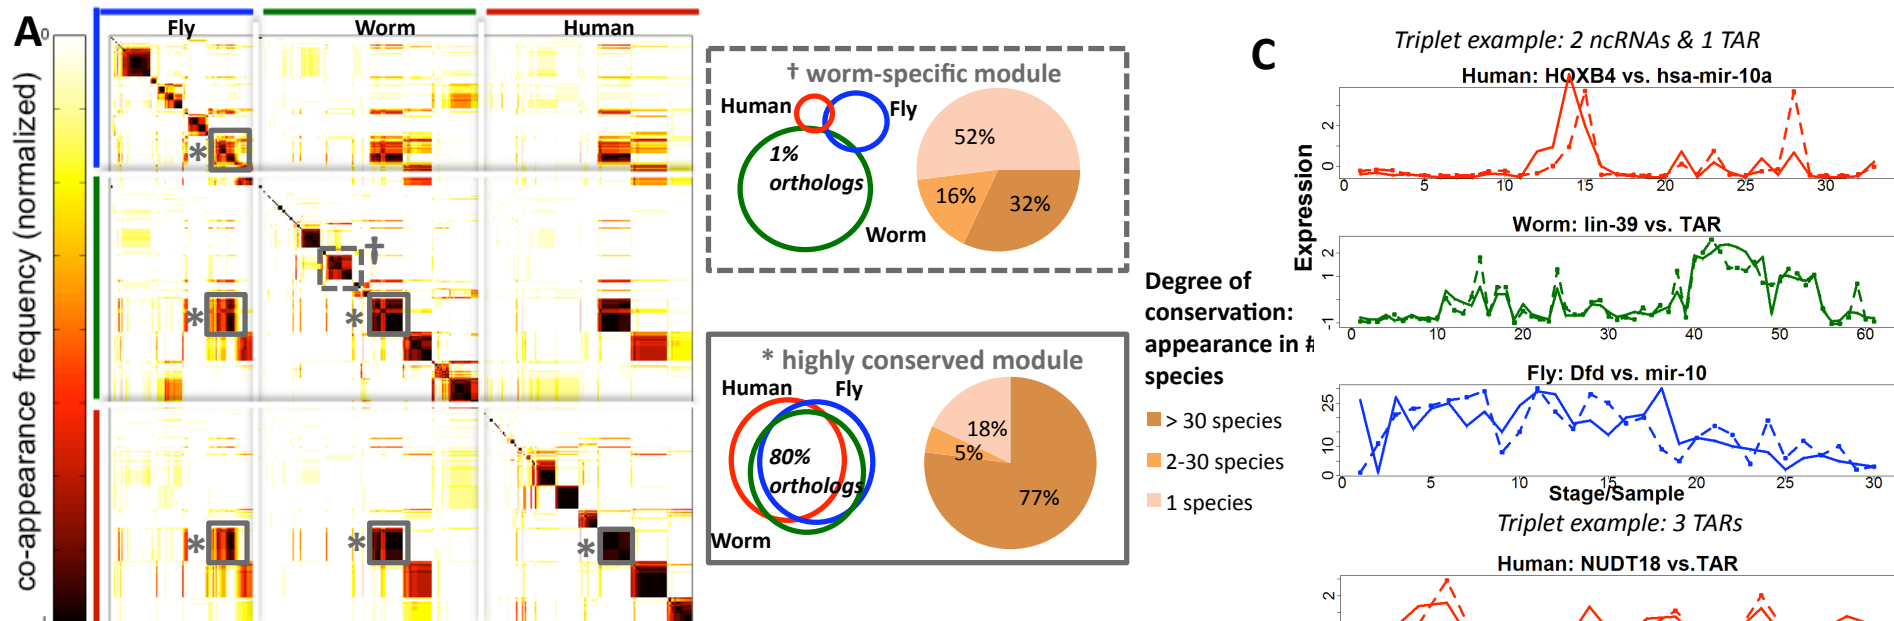 A
0
co-appearance frequency (normalized)
Fly
Worm
Human
*
*
†
*
*
*
*
† worm-specific module
Human
Fly
1%
orthologs
Worm
52%
16%
32%
* highly conserved module
Human
Fly
80%
orthologs
Worm
18%
5%
77%
Degree of
conservation:
appearance in #
species
> 30 species
2-30 species
1 species
C
Triplet example: 2 ncRNAs & 1 TAR
Human: HOXB4 vs. hsa-mir-10a
Expression
2
0
0 5 10 15 20 25 30
Worm: lin-39 vs. TAR
2
1
-1
0 10 20 30 40 50 60
Fly: Dfd vs. mir-10
25
10
0
0 5 10 15 20 25 30
Stage/Sample
Triplet example: 3 TARs
Human: NUDT18 vs.TAR
2